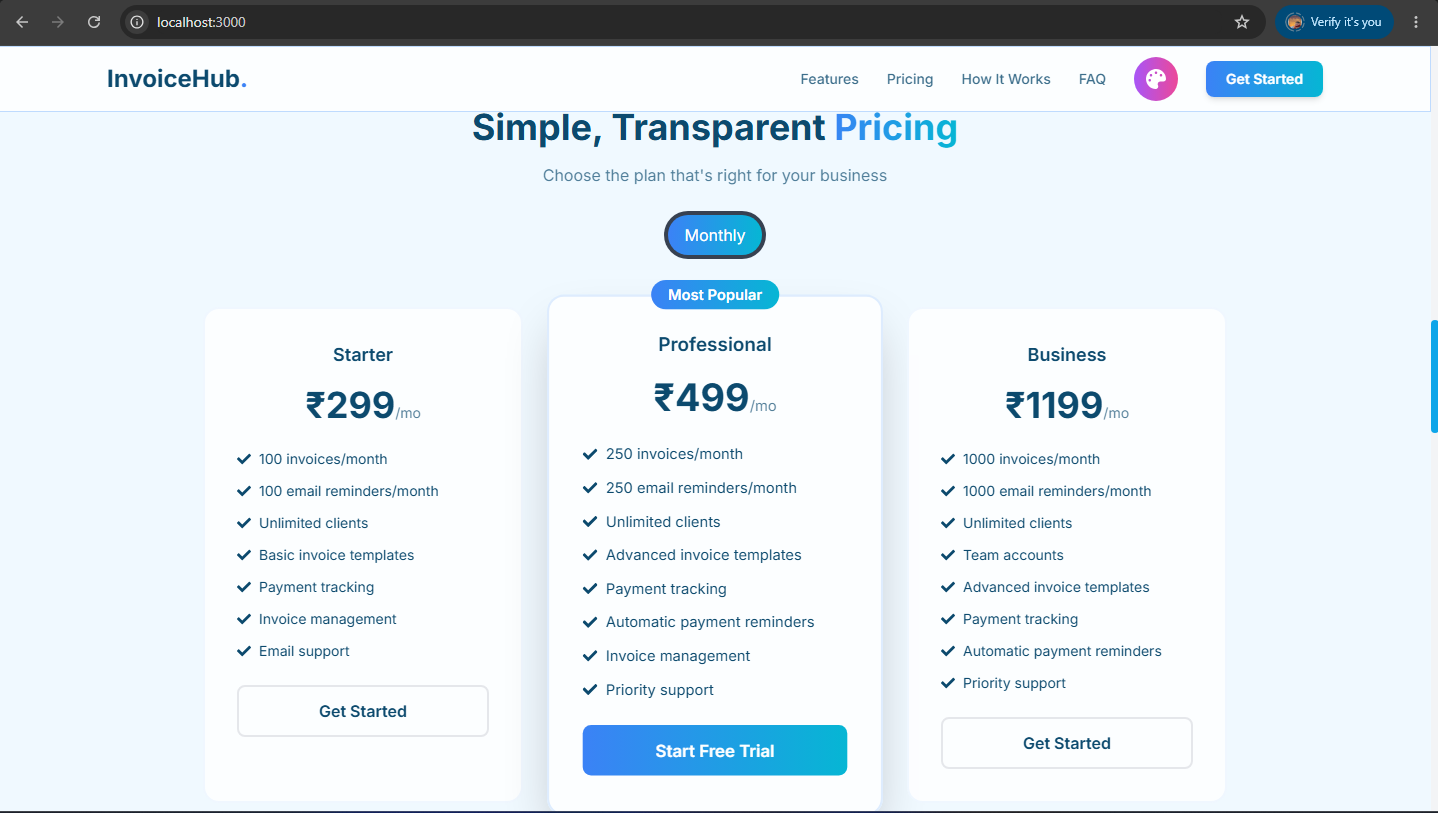 localhost:3000
Verify it's you
InvoiceHub.
Features
Pricing
How It Works
FAQ
Get Started
Simple, Transparent Pricing
Choose the plan that's right for your business
Monthly
Starter
₹299/mo
100 invoices/month
100 email reminders/month
Unlimited clients
Basic invoice templates
Payment tracking
Invoice management
Email support
Get Started
Most Popular
Professional
₹499/mo
250 invoices/month
250 email reminders/month
Unlimited clients
Advanced invoice templates
Payment tracking
Automatic payment reminders
Invoice management
Priority support
Start Free Trial
Business
₹1199/mo
1000 invoices/month
1000 email reminders/month
Unlimited clients
Team accounts
Advanced invoice templates
Payment tracking
Automatic payment reminders
Priority support
Get Started